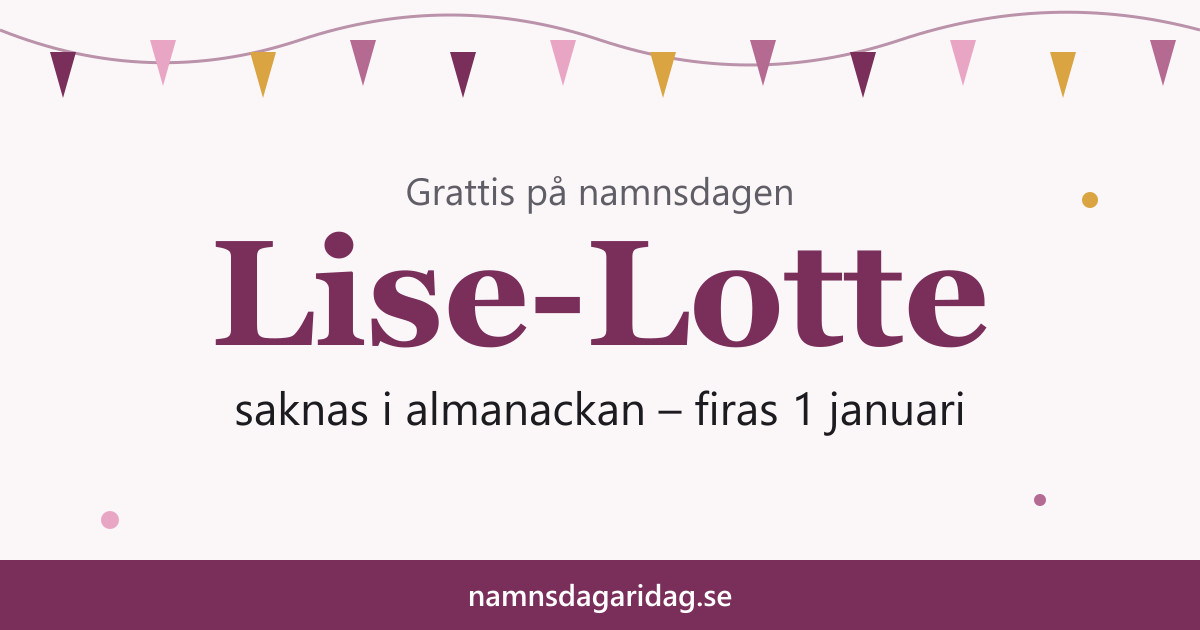 Grattis på namnsdagen
Lise-Lotte
saknas i almanackan – firas 1 januari
namnsdagaridag.se